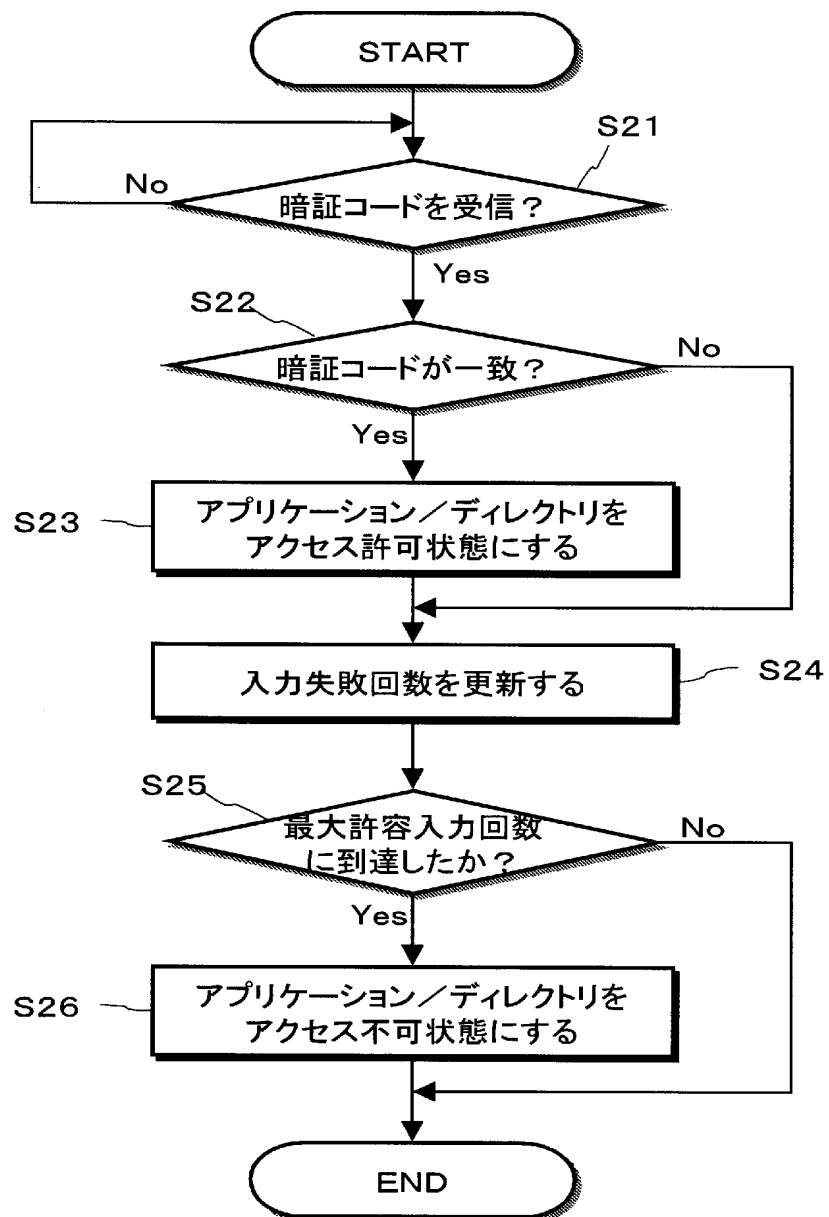 START
S21
No
暗証コードを受信？
Yes
S22
No
暗証コードが一致？
Yes
S23
アプリケーション／ディレクトリを
アクセス許可状態にする
入力失敗回数を更新する
S24
S25
最大許容入力回数
に到達したか？
No
Yes
S26
アプリケーション／ディレクトリを
アクセス不可状態にする
END